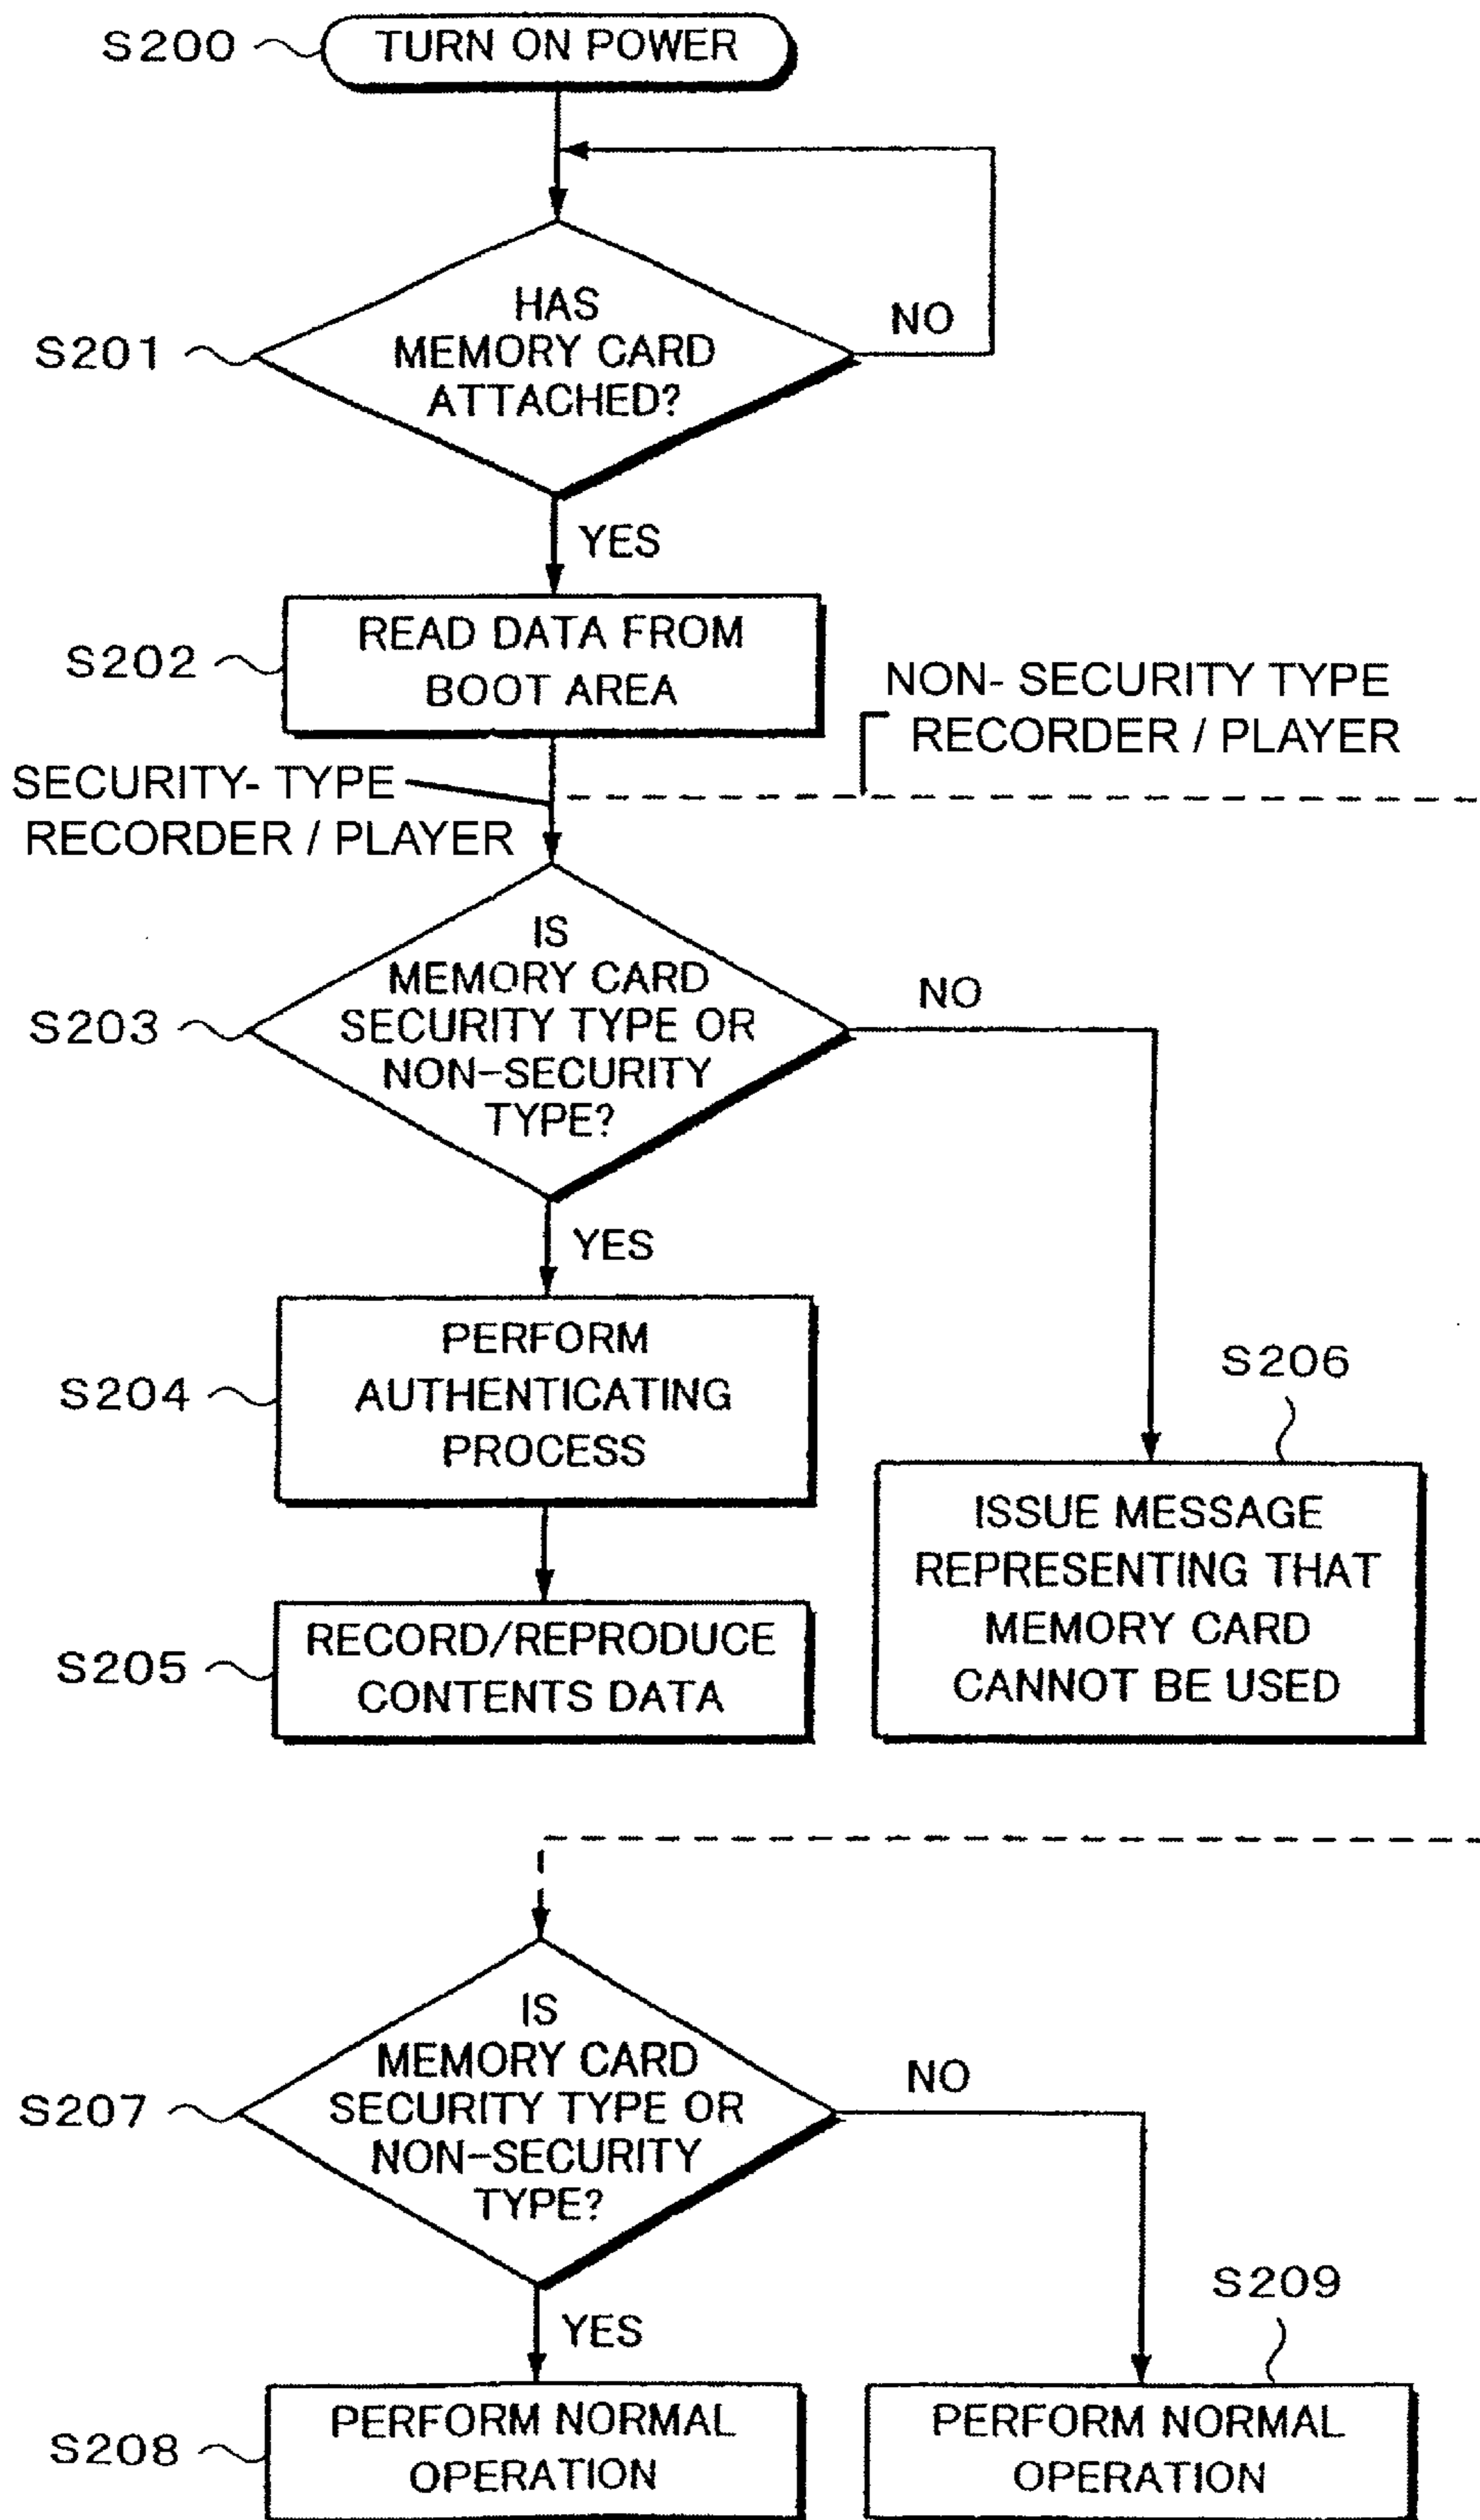 S200
TURN ON POWER
S201
HAS
MEMORY CARD
ATTACHED?
NO
YES
S202
READ DATA FROM
BOOT AREA
NON- SECURITY TYPE
RECORDER / PLAYER
SECURITY- TYPE
RECORDER / PLAYER
S203
IS
MEMORY CARD
SECURITY TYPE OR
NON-SECURITY
TYPE?
NO
YES
S204
PERFORM
AUTHENTICATING
PROCESS
S205
RECORD/REPRODUCE
CONTENTS DATA
S206
ISSUE MESSAGE
REPRESENTING THAT
MEMORY CARD
CANNOT BE USED
S207
IS
MEMORY CARD
SECURITY TYPE OR
NON-SECURITY
TYPE?
NO
YES
S208
PERFORM NORMAL
OPERATION
S209
PERFORM NORMAL
OPERATION